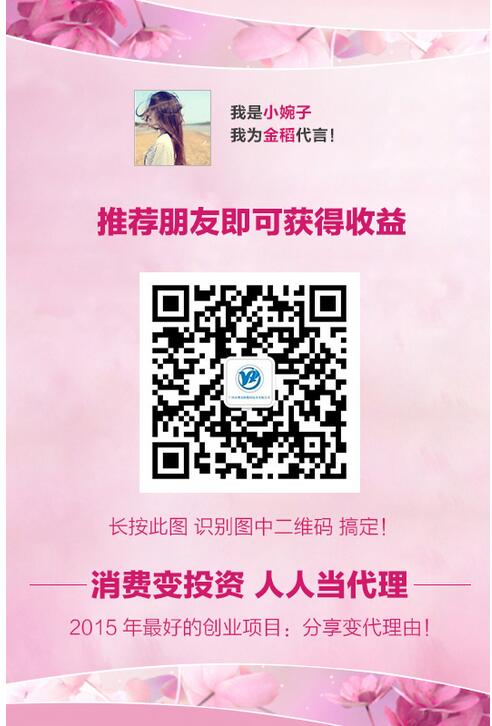 我是小婉子
我为金稻代言！
推荐朋友即可获得收益
长按此图 识别图中二维码 搞定！
消费变投资 人人当代理
2015 年最好的创业项目：分享变代理由！